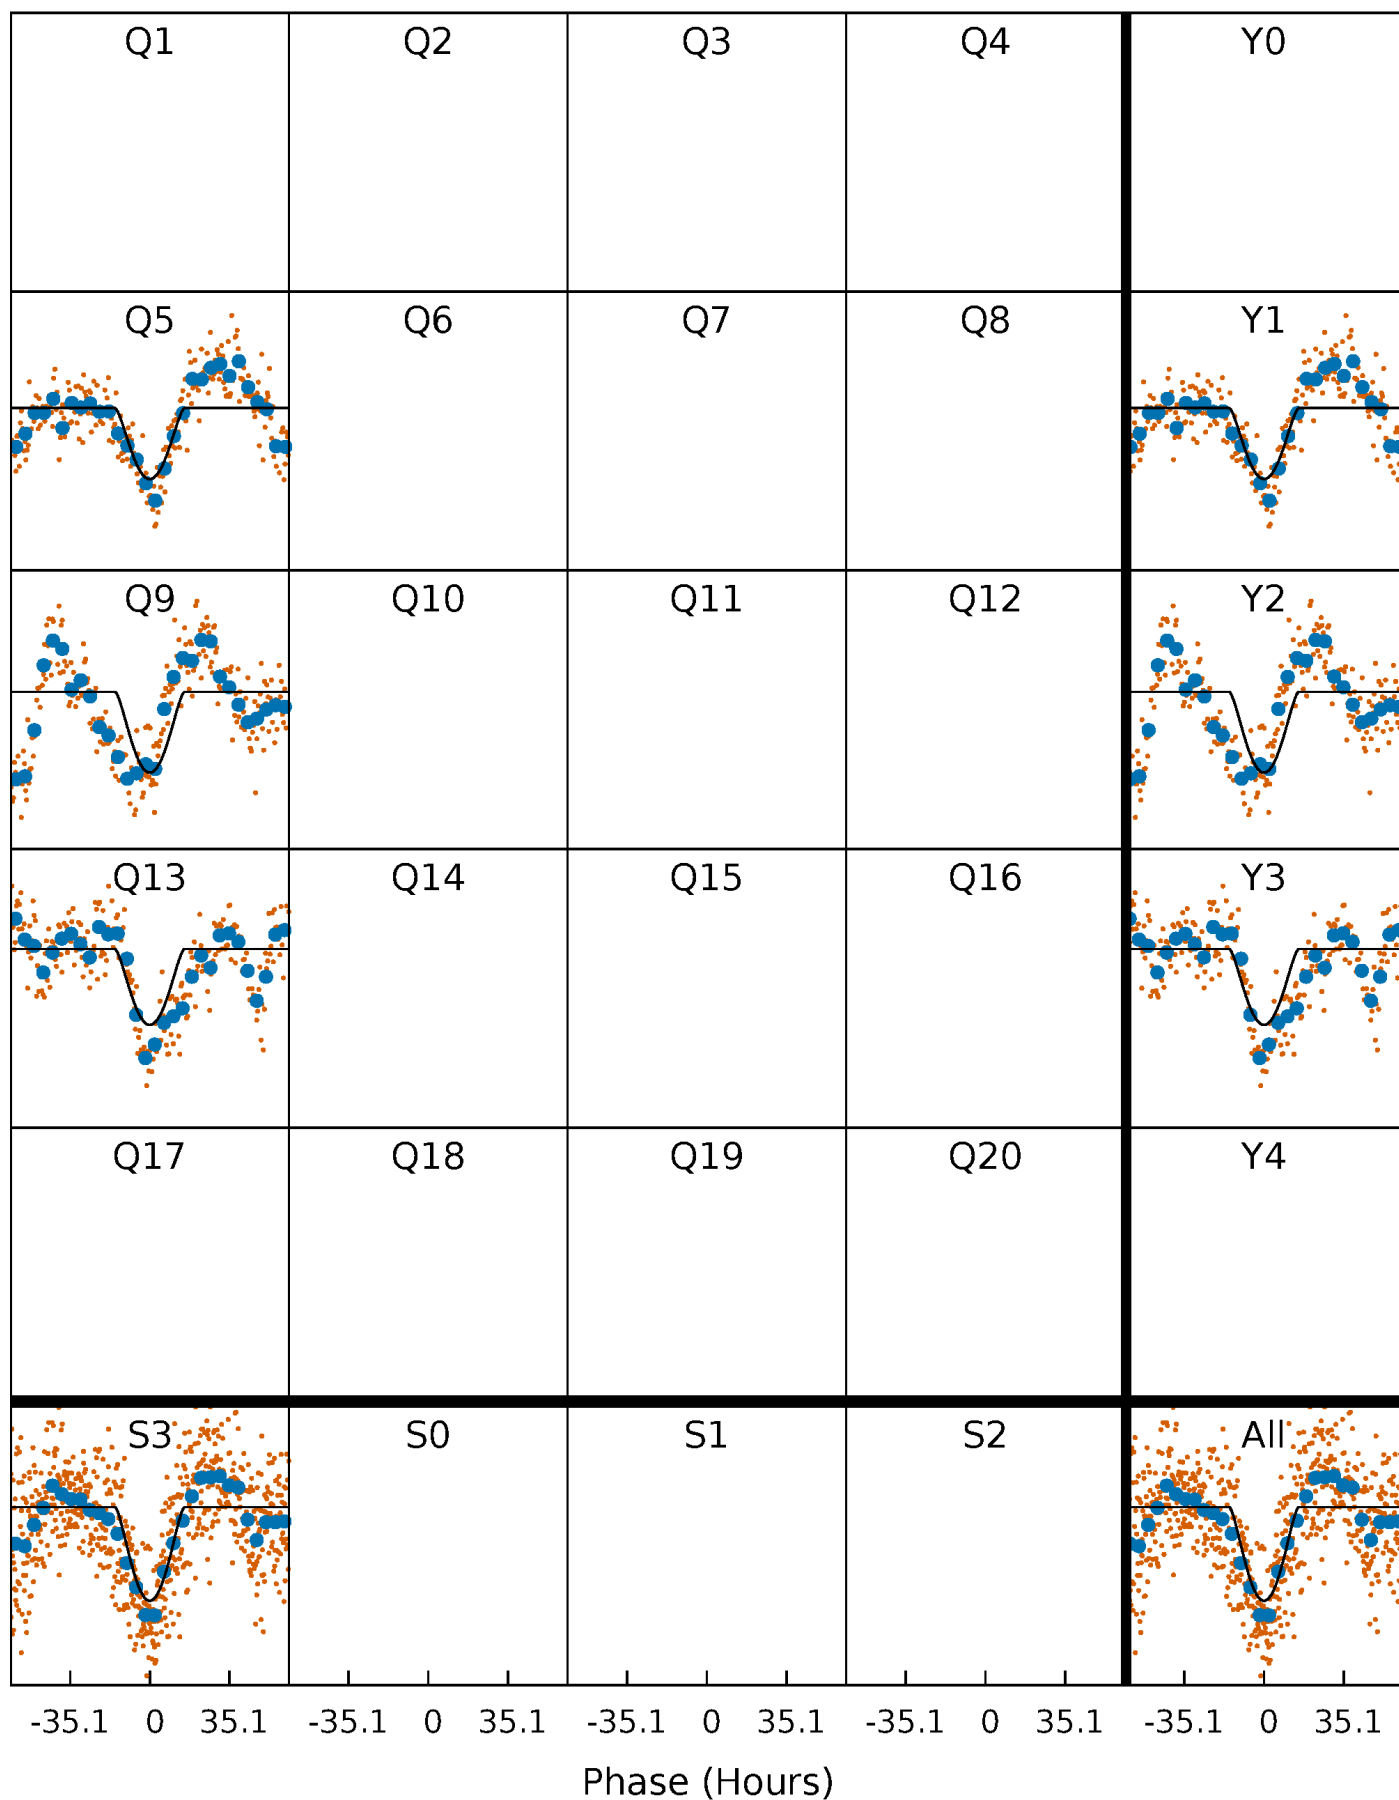 Q1 Q2 Q3 Q4 Y0
Q5 Q6 Q7 Q8 Y1
Q9 Q10 Q11 Q12 Y2
Q13 Q14 Q15 Q16 Y3
Q17 Q18 Q19 Q20 Y4
S3 S0 S1 S2 All
-35.1 0 35.1 -35.1 0 35.1 -35.1 0 35.1 -35.1 0 35.1 -35.1 0 35.1
Phase (Hours)